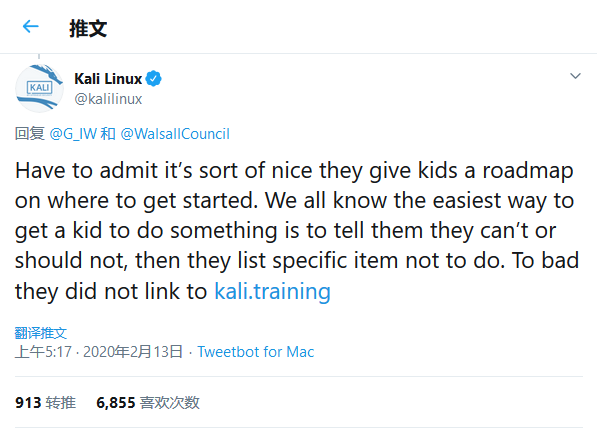 推文
KALI
Kali Linux
@kalilinux
回复 @G_IW 和 @WalsallCouncil
Have to admit it’s sort of nice they give kids a roadmap
on where to get started. We all know the easiest way to
get a kid to do something is to tell them they can’t or
should not, then they list specific item not to do. To bad
they did not link to kali.training
翻译推文
上午5:17 · 2020年2月13日 · Tweetbot for Mac
913 转推 6,855 喜欢次数